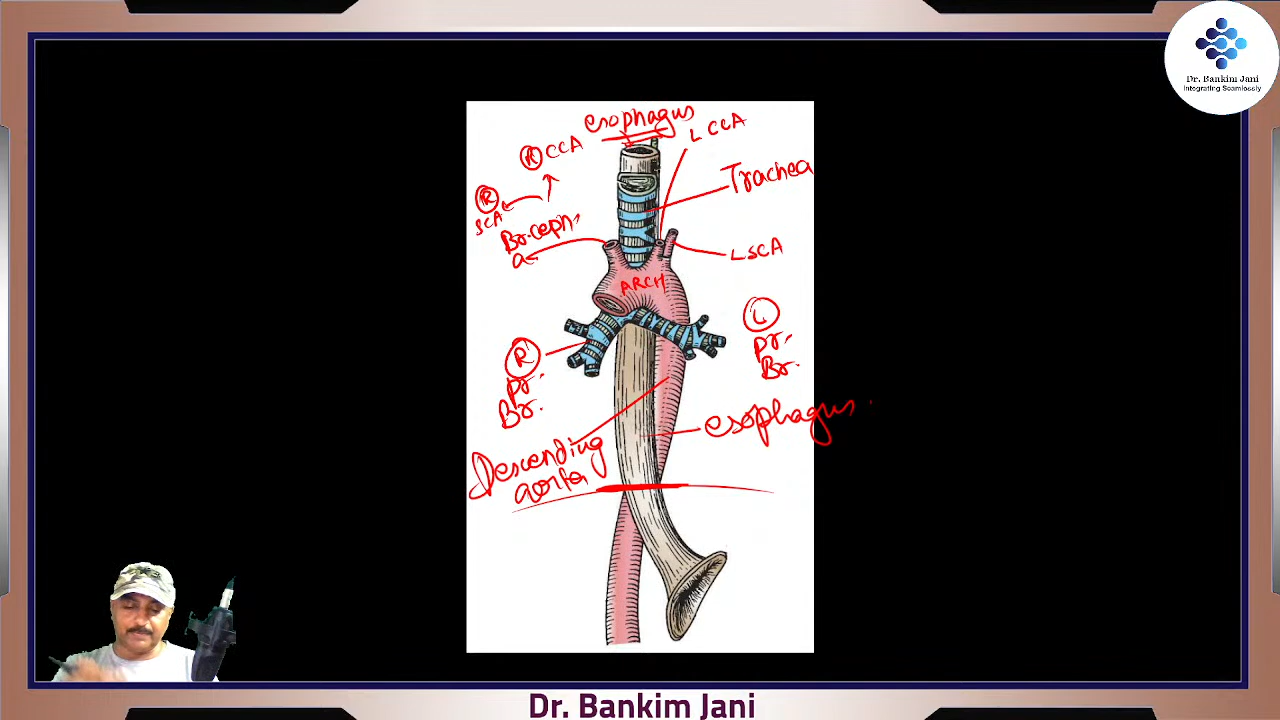 Dr. Bankim Jani
Integrating Seamlessly
esophagus
R CCA
L CCA
R
SCA
Trachea
Br.ceph.
a
LSCA
ARCH
L
pr.
Br.
R
pr.
Br.
esophagus
Descending
aorta
Dr. Bankim Jani